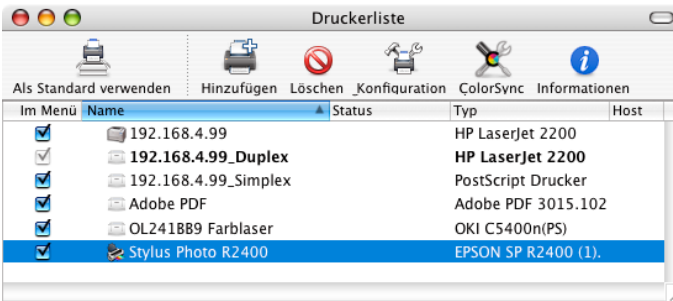 Druckerliste
Als Standard verwenden Hinzufügen Löschen Konfiguration ColorSync Informationen
Im Menü Name Status Typ Host
192.168.4.99 HP LaserJet 2200
192.168.4.99_Duplex HP LaserJet 2200
192.168.4.99_Simplex PostScript Drucker
Adobe PDF Adobe PDF 3015.102
OL241BB9 Farblaser OKI C5400n(PS)
Stylus Photo R2400 EPSON SP R2400 (1).